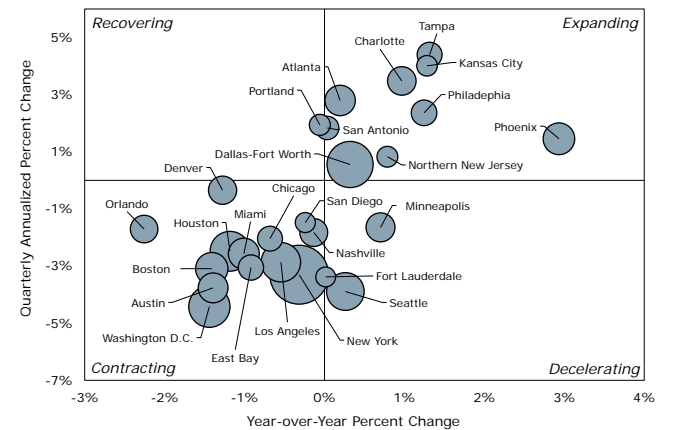 Recovering
Expanding
Tampa
Charlotte
Kansas City
Atlanta
Portland
Philadephia
Phoenix
San Antonio
Dallas-Fort Worth
Northern New Jersey
Denver
Chicago
Orlando
San Diego
Minneapolis
Miami
Houston
Nashville
Boston
Fort Lauderdale
Austin
Seattle
Los Angeles
Washington D.C.
New York
East Bay
Contracting
Decelerating
5%
3%
1%
-1%
-3%
-5%
-7%
Quarterly Annualized Percent Change
-3%
-2%
-1%
0%
1%
2%
3%
4%
Year-over-Year Percent Change